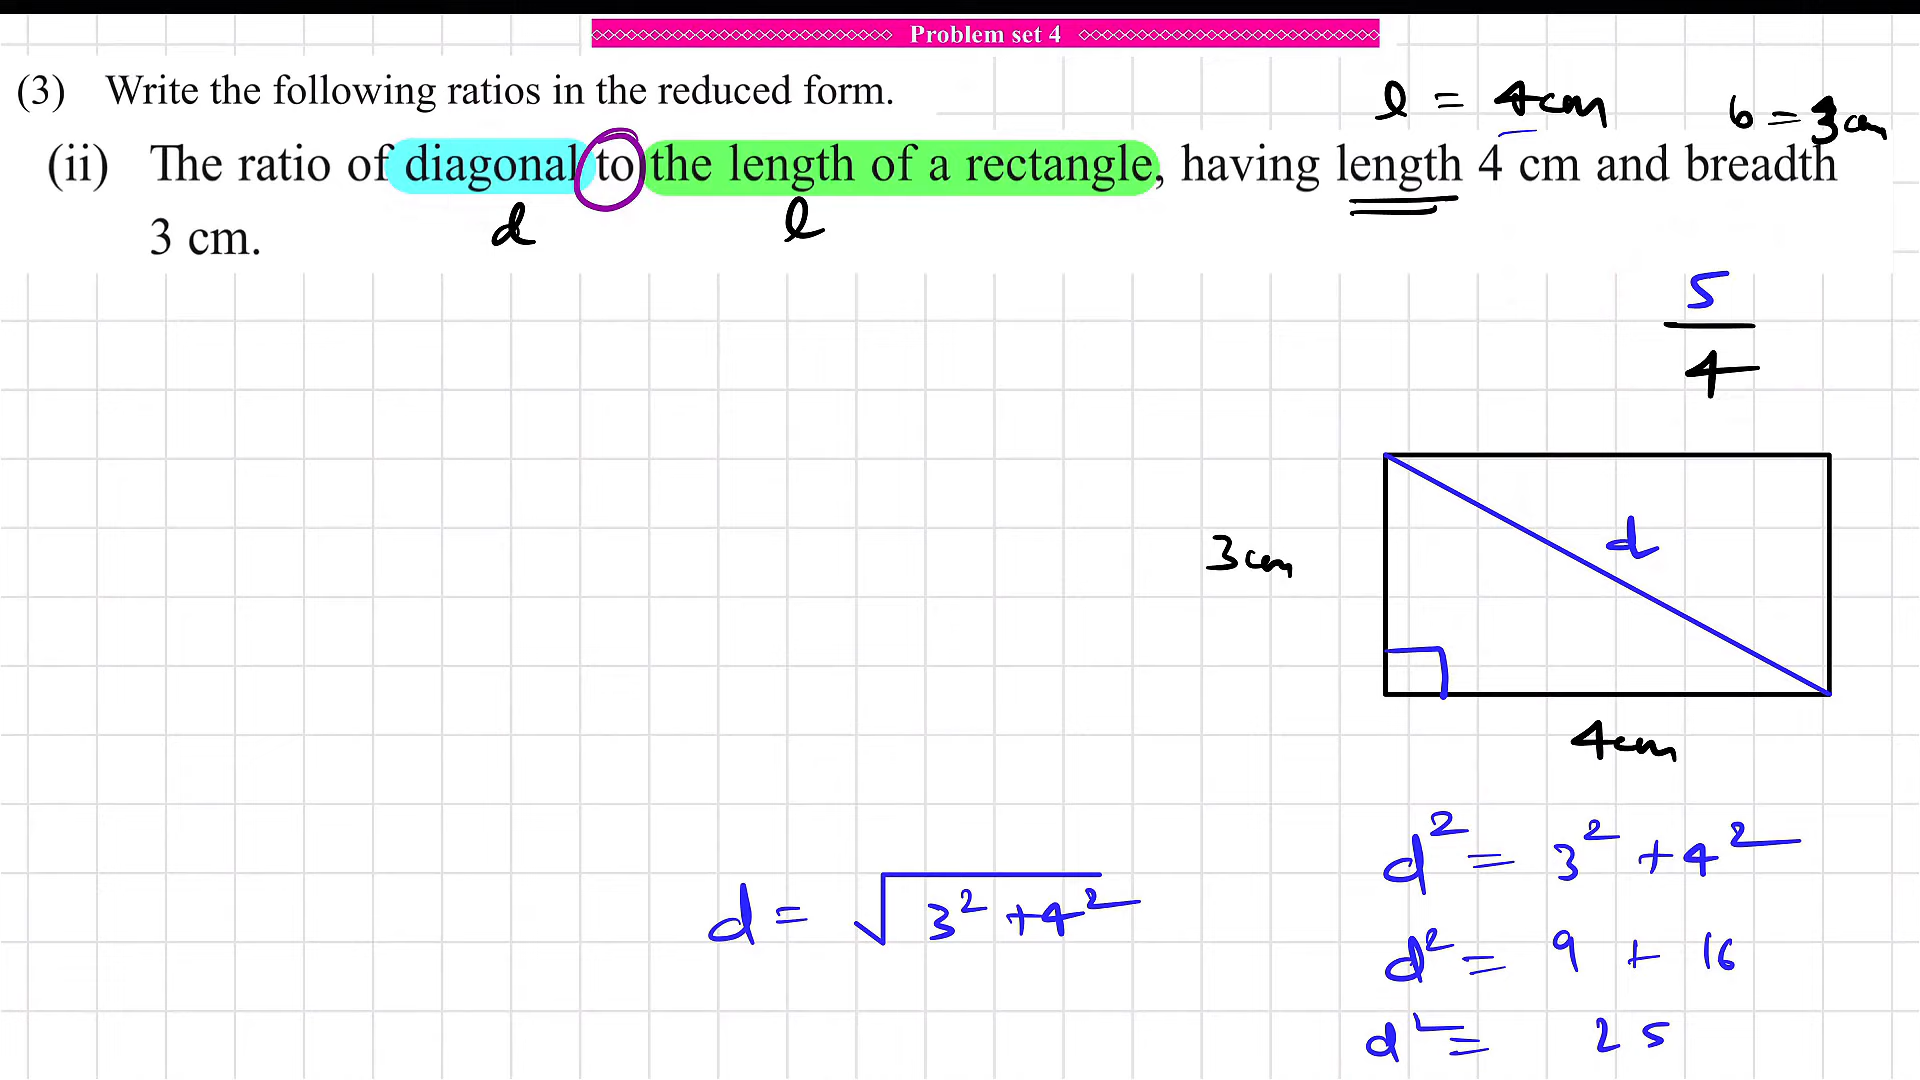 Problem set 4
(3) Write the following ratios in the reduced form.
l = 4cm b = 3cm
(ii) The ratio of diagonal to the length of a rectangle, having length 4 cm and breadth
d l
3 cm.
5
4
d
3cm
4cm
d² = 3² + 4²
d = √3² + 4²
d² = 9 + 16
d² = 25